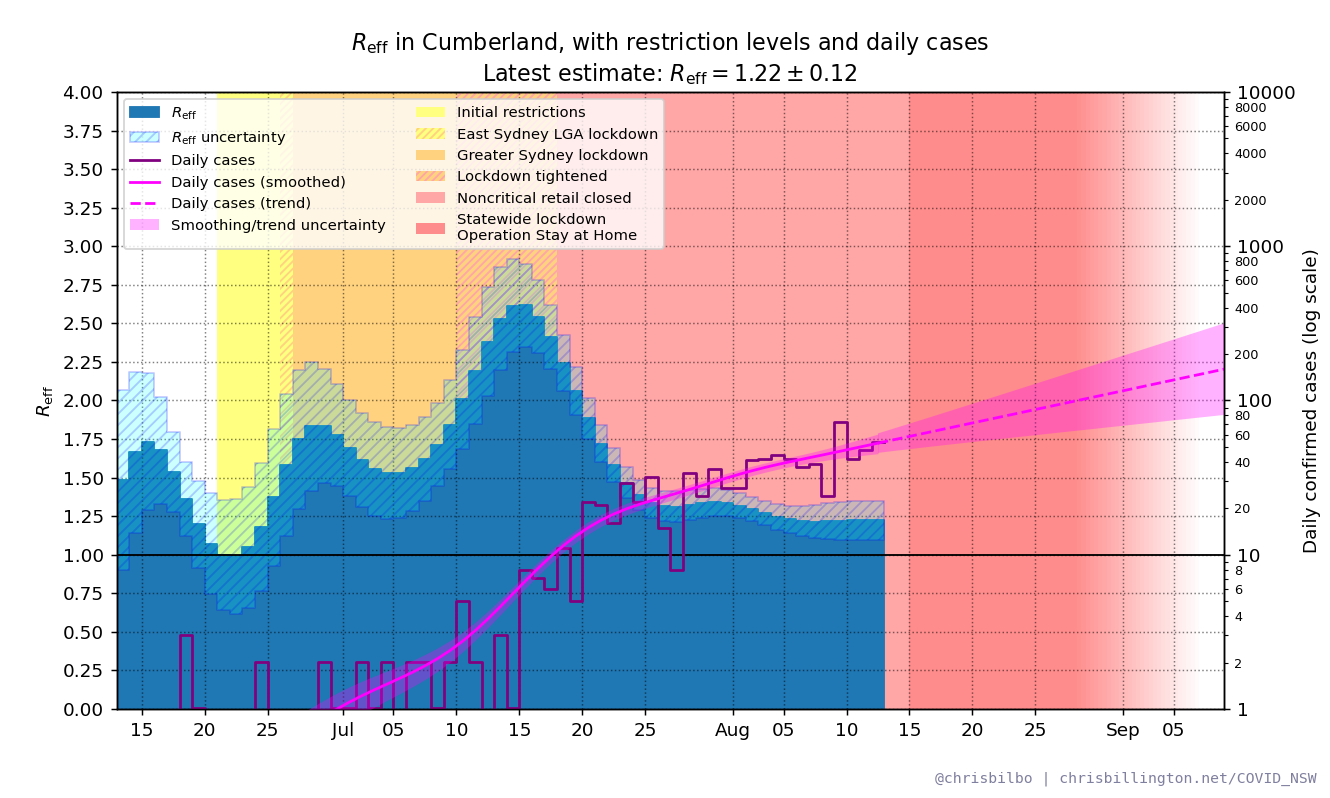 Reff in Cumberland, with restriction levels and daily cases
Latest estimate: Reff = 1.22 ± 0.12
Reff
Reff uncertainty
Daily cases
Daily cases (smoothed)
Daily cases (trend)
Smoothing/trend uncertainty
Initial restrictions
East Sydney LGA lockdown
Greater Sydney lockdown
Lockdown tightened
Noncritical retail closed
Statewide lockdown
Operation Stay at Home
Reff
4.00
3.75
3.50
3.25
3.00
2.75
2.50
2.25
2.00
1.75
1.50
1.25
1.00
0.75
0.50
0.25
0.00
15
20
25
Jul
05
10
15
20
25
Aug
05
10
15
20
25
Sep
05
10000
8000
6000
4000
2000
1000
800
600
400
200
100
80
60
40
20
10
8
6
4
2
1
Daily confirmed cases (log scale)
@chrisbilbo | chrisbillington.net/COVID_NSW